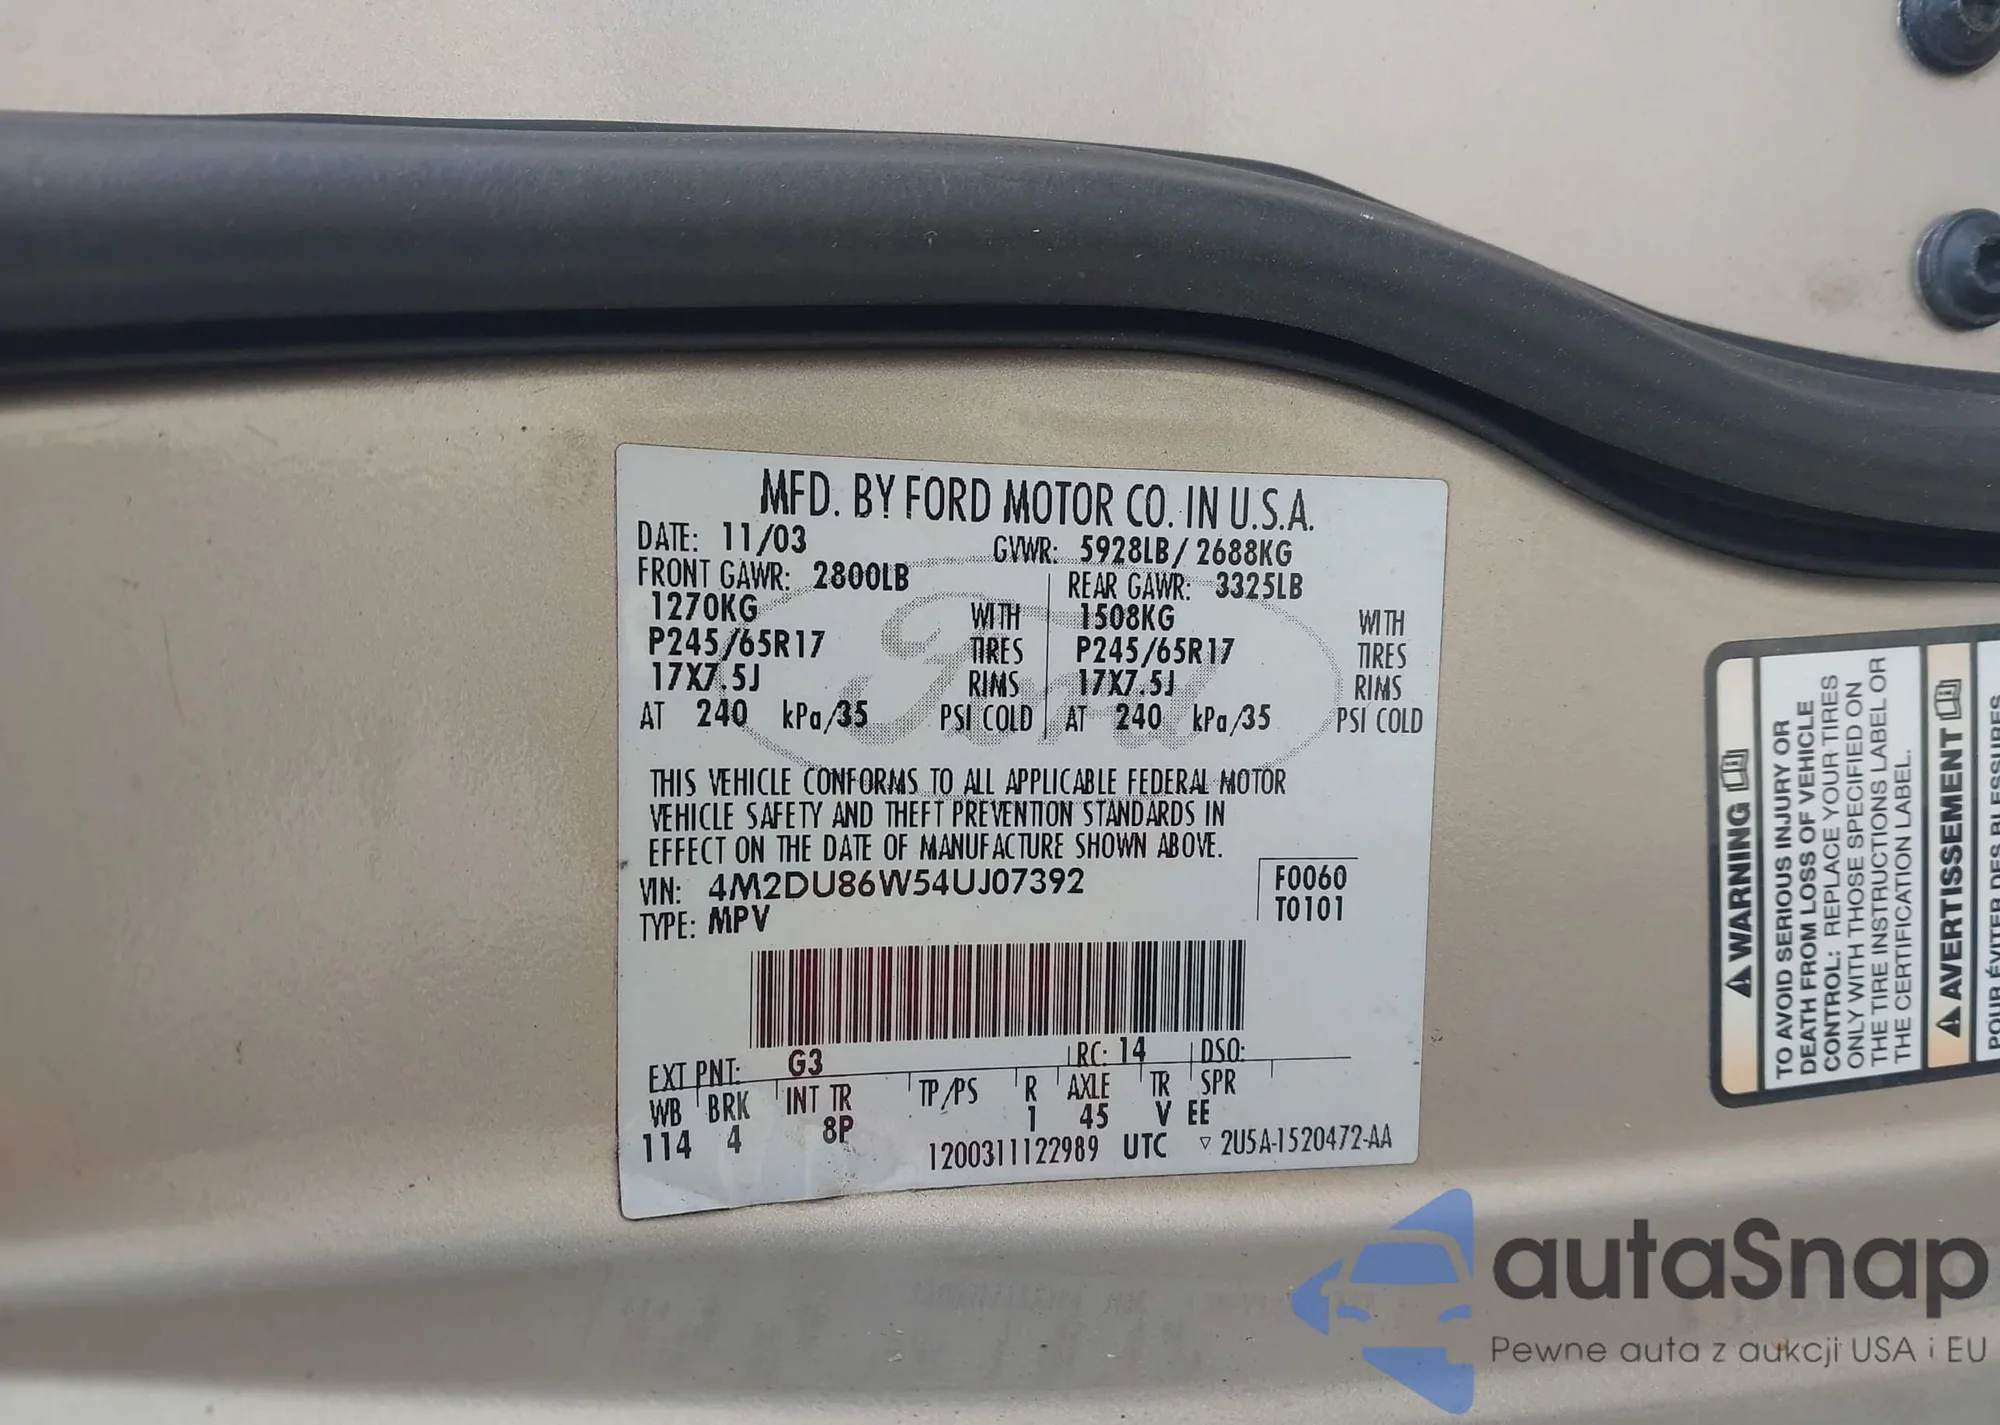 MFD. BY FORD MOTOR CO. IN U.S.A.
DATE: 11/03 GVWR: 5928LB/ 2688KG
FRONT GAWR: 2800LB REAR GAWR: 3325LB
1270KG WITH 1508KG WITH
P245/65R17 TIRES P245/65R17 TIRES
17X7.5J RIMS 17X7.5J RIMS
AT 240 kPa/35 PSI COLD AT 240 kPa/35 PSI COLD
Ford
THIS VEHICLE CONFORMS TO ALL APPLICABLE FEDERAL MOTOR
VEHICLE SAFETY AND THEFT PREVENTION STANDARDS IN
EFFECT ON THE DATE OF MANUFACTURE SHOWN ABOVE.
VIN: 4M2DU86W54UJ07392 F0060
TYPE: MPV T0101
EXT PNT: G3 RC: 14 DSO:
WB BRK INT TR TP/PS R AXLE TR SPR
114 4 8P 1 45 V EE
1200311122989 UTC ▿ 2U5A-1520472-AA
WARNING
TO AVOID SERIOUS INJURY OR
DEATH FROM LOSS OF VEHICLE
CONTROL: REPLACE YOUR TIRES
ONLY WITH THOSE SPECIFIED ON
THE TIRE INSTRUCTIONS LABEL OR
THE CERTIFICATION LABEL.
AVERTISSEMENT
POUR ÉVITER DES BLESSURES
autaSnap
Pewne auta z aukcji USA i EU